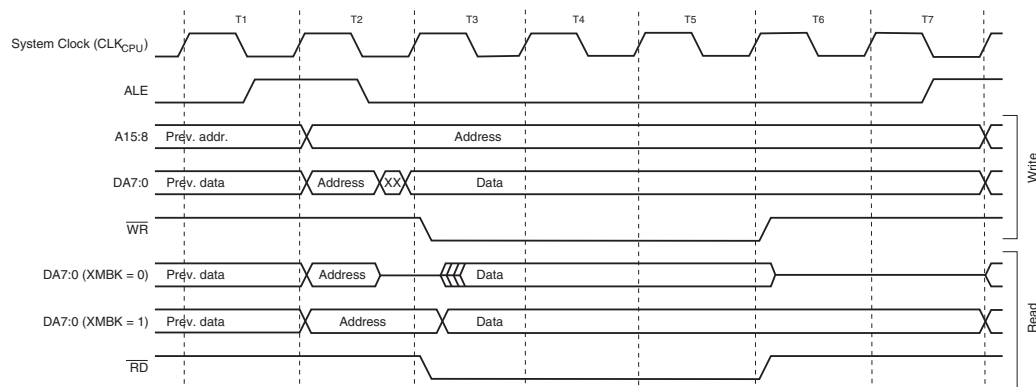 T1 T2 T3 T4 T5 T6 T7
System Clock (CLKCPU)
ALE
A15:8 Prev. addr. Address
DA7:0 Prev. data Address XX Data
WR
DA7:0 (XMBK = 0) Prev. data Address Data
DA7:0 (XMBK = 1) Prev. data Address Data
RD
Write
Read